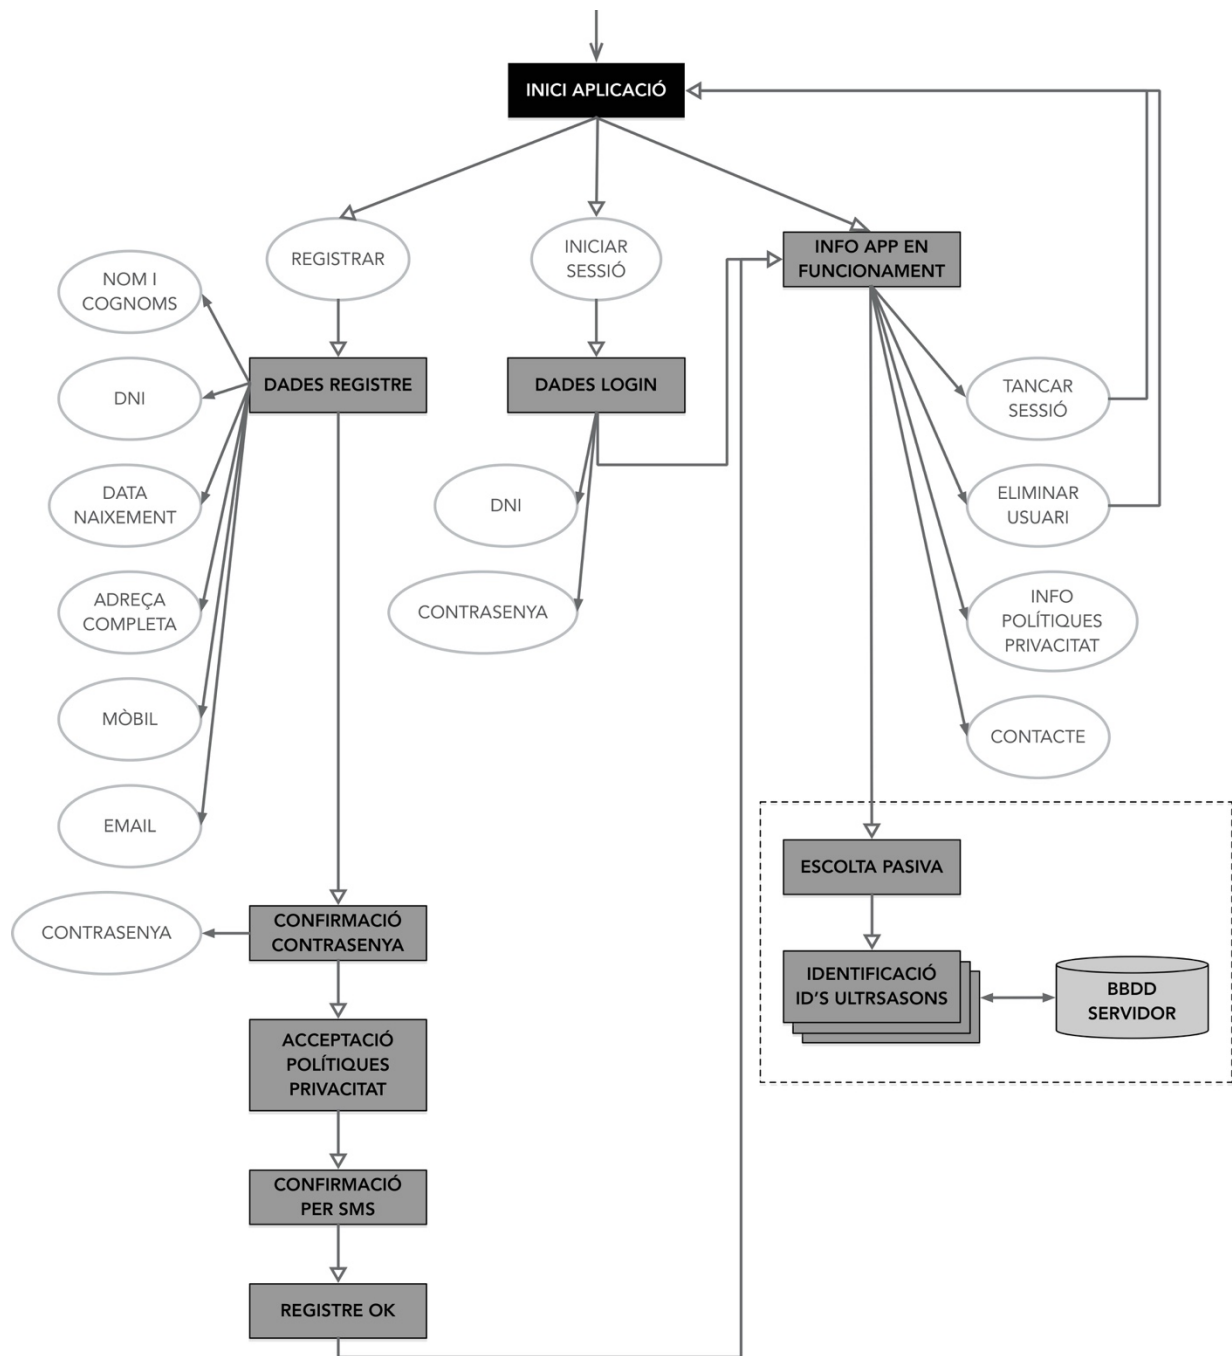 INICI APLICACIÓ
REGISTRAR
INICIAR
SESSIÓ
INFO APP EN
FUNCIONAMENT
NOM I
COGNOMS
DADES REGISTRE
DADES LOGIN
TANCAR
SESSIÓ
DNI
DATA
NAIXEMENT
DNI
ELIMINAR
USUARI
ADREÇA
COMPLETA
CONTRASENYA
INFO
POLÍTIQUES
PRIVACITAT
MÒBIL
CONTACTE
EMAIL
ESCOLTA PASIVA
CONTRASENYA
CONFIRMACIÓ
CONTRASENYA
IDENTIFICACIÓ
ID'S ULTRSASONS
BBDD
SERVIDOR
ACCEPTACIÓ
POLÍTIQUES
PRIVACITAT
CONFIRMACIÓ
PER SMS
REGISTRE OK